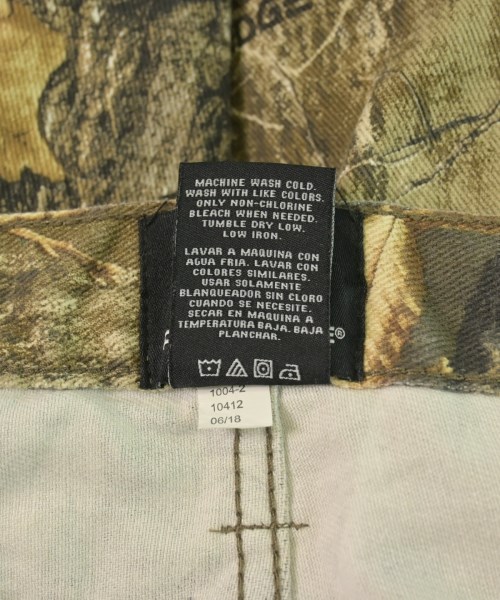 DGE
MACHINE WASH COLD.
WASH WITH LIKE COLORS.
ONLY NON-CHLORINE
BLEACH WHEN NEEDED.
TUMBLE DRY LOW.
LOW IRON.
LAVAR A MAQUINA CON
AGUA FRIA. LAVAR CON
COLORES SIMILARES.
USAR SOLAMENTE
BLANQUEADOR SIN CLORO
CUANDO SE NECESITE.
SECAR EN MAQUINA A
TEMPERATURA BAJA. BAJA
PLANCHAR.
1004-2
10412
06/18